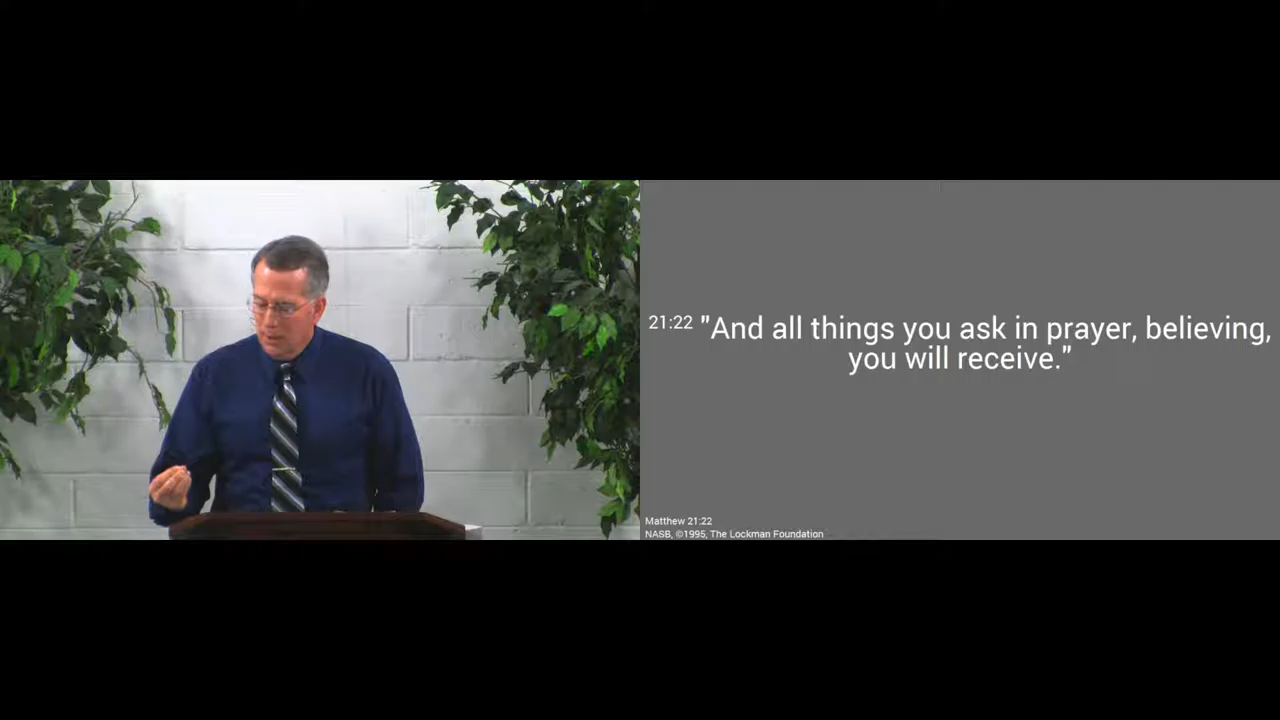 21:22 "And all things you ask in prayer, believing,
you will receive."
Matthew 21:22
NASB, ©1995, The Lockman Foundation